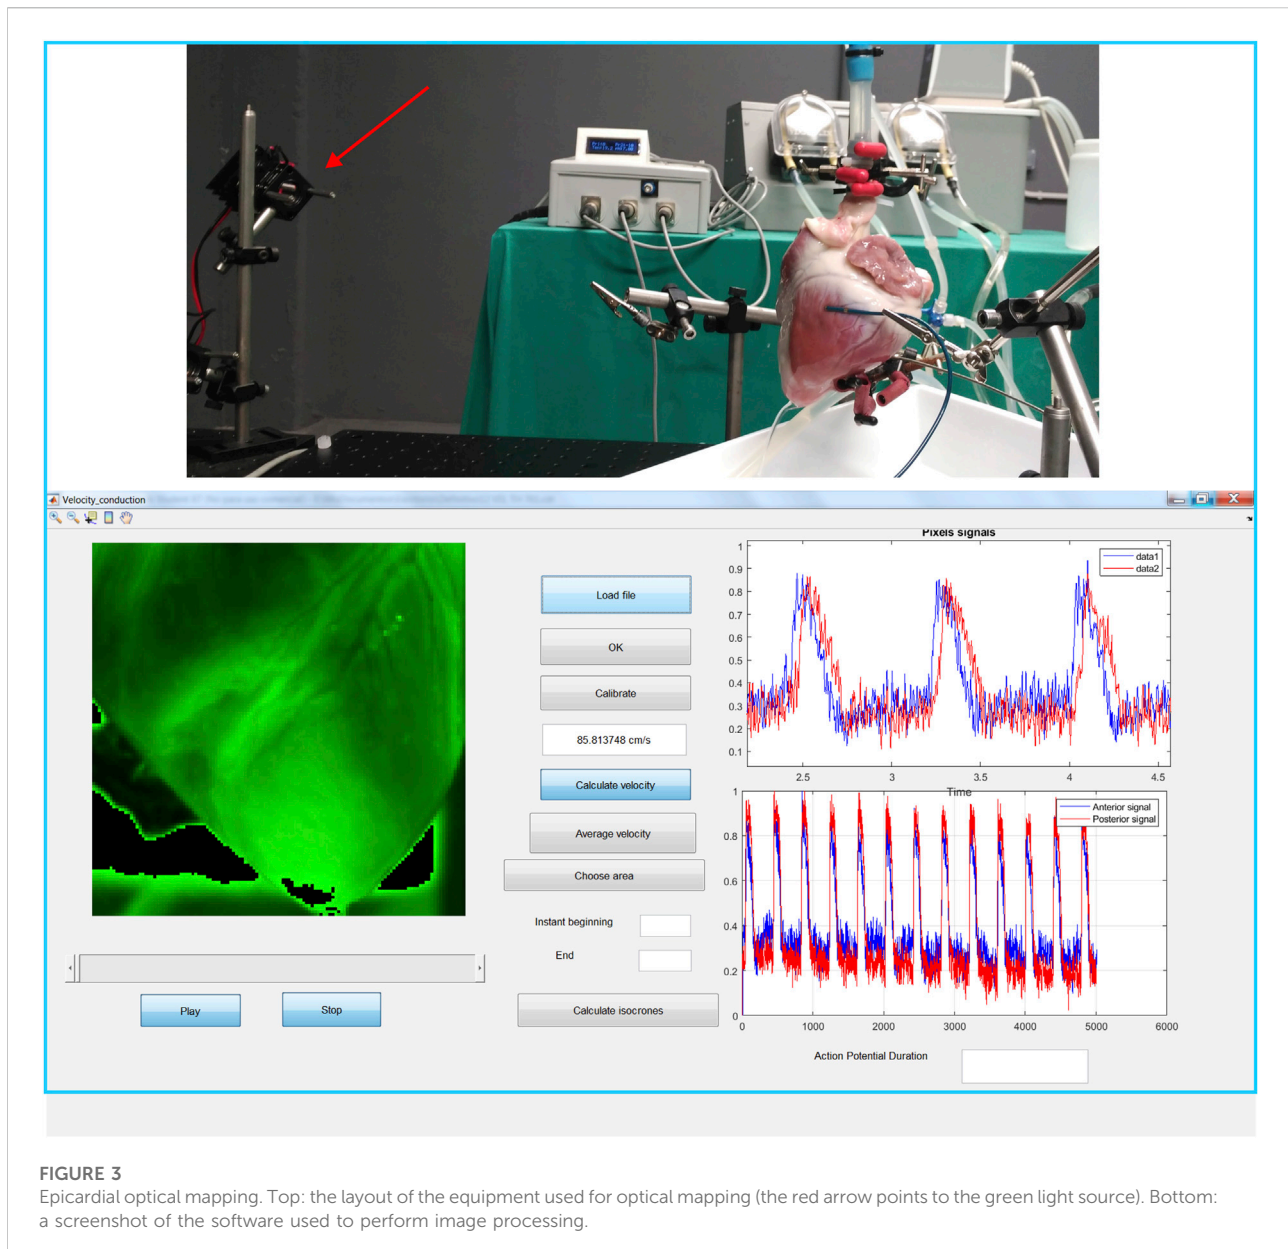 Velocity_conduction
Load file
OK
Calibrate
85.813748 cm/s
Calculate velocity
Average velocity
Choose area
Instant beginning
End
Calculate isocrones
Play
Stop
Pixels signals
data1
data2
1
0.9
0.8
0.7
0.6
0.5
0.4
0.3
0.2
0.1
2.5 3 3.5 4 4.5
Time
Anterior signal
Posterior signal
1
0.8
0.6
0.4
0.2
0
0 1000 2000 3000 4000 5000 6000
Action Potential Duration
FIGURE 3
Epicardial optical mapping. Top: the layout of the equipment used for optical mapping (the red arrow points to the green light source). Bottom:
a screenshot of the software used to perform image processing.